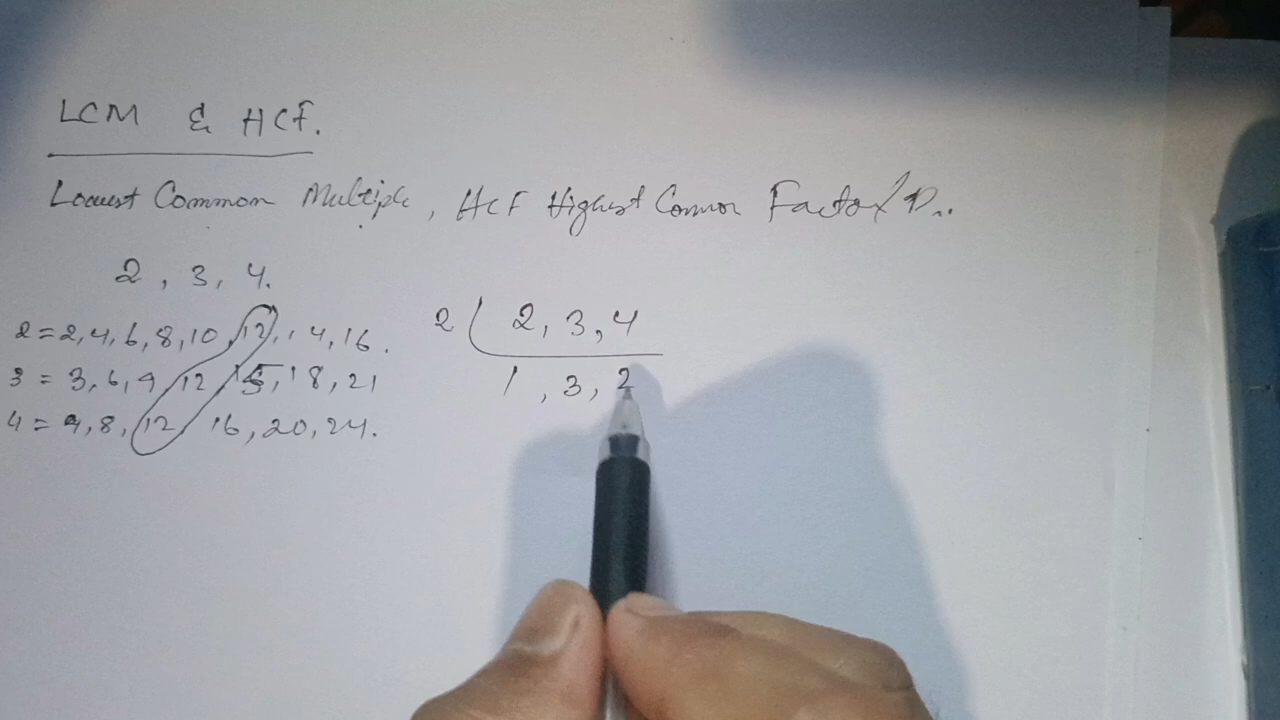 LCM & HCF.
Lowest Common Multiple, HCF Highest Common Factor/D..
2, 3, 4.
2 = 2, 4, 6, 8, 10, 12, 14, 16.
3 = 3, 6, 9, 12, 15, 18, 21
4 = 4, 8, 12, 16, 20, 24.
2 ( 2, 3, 4
1, 3, 2